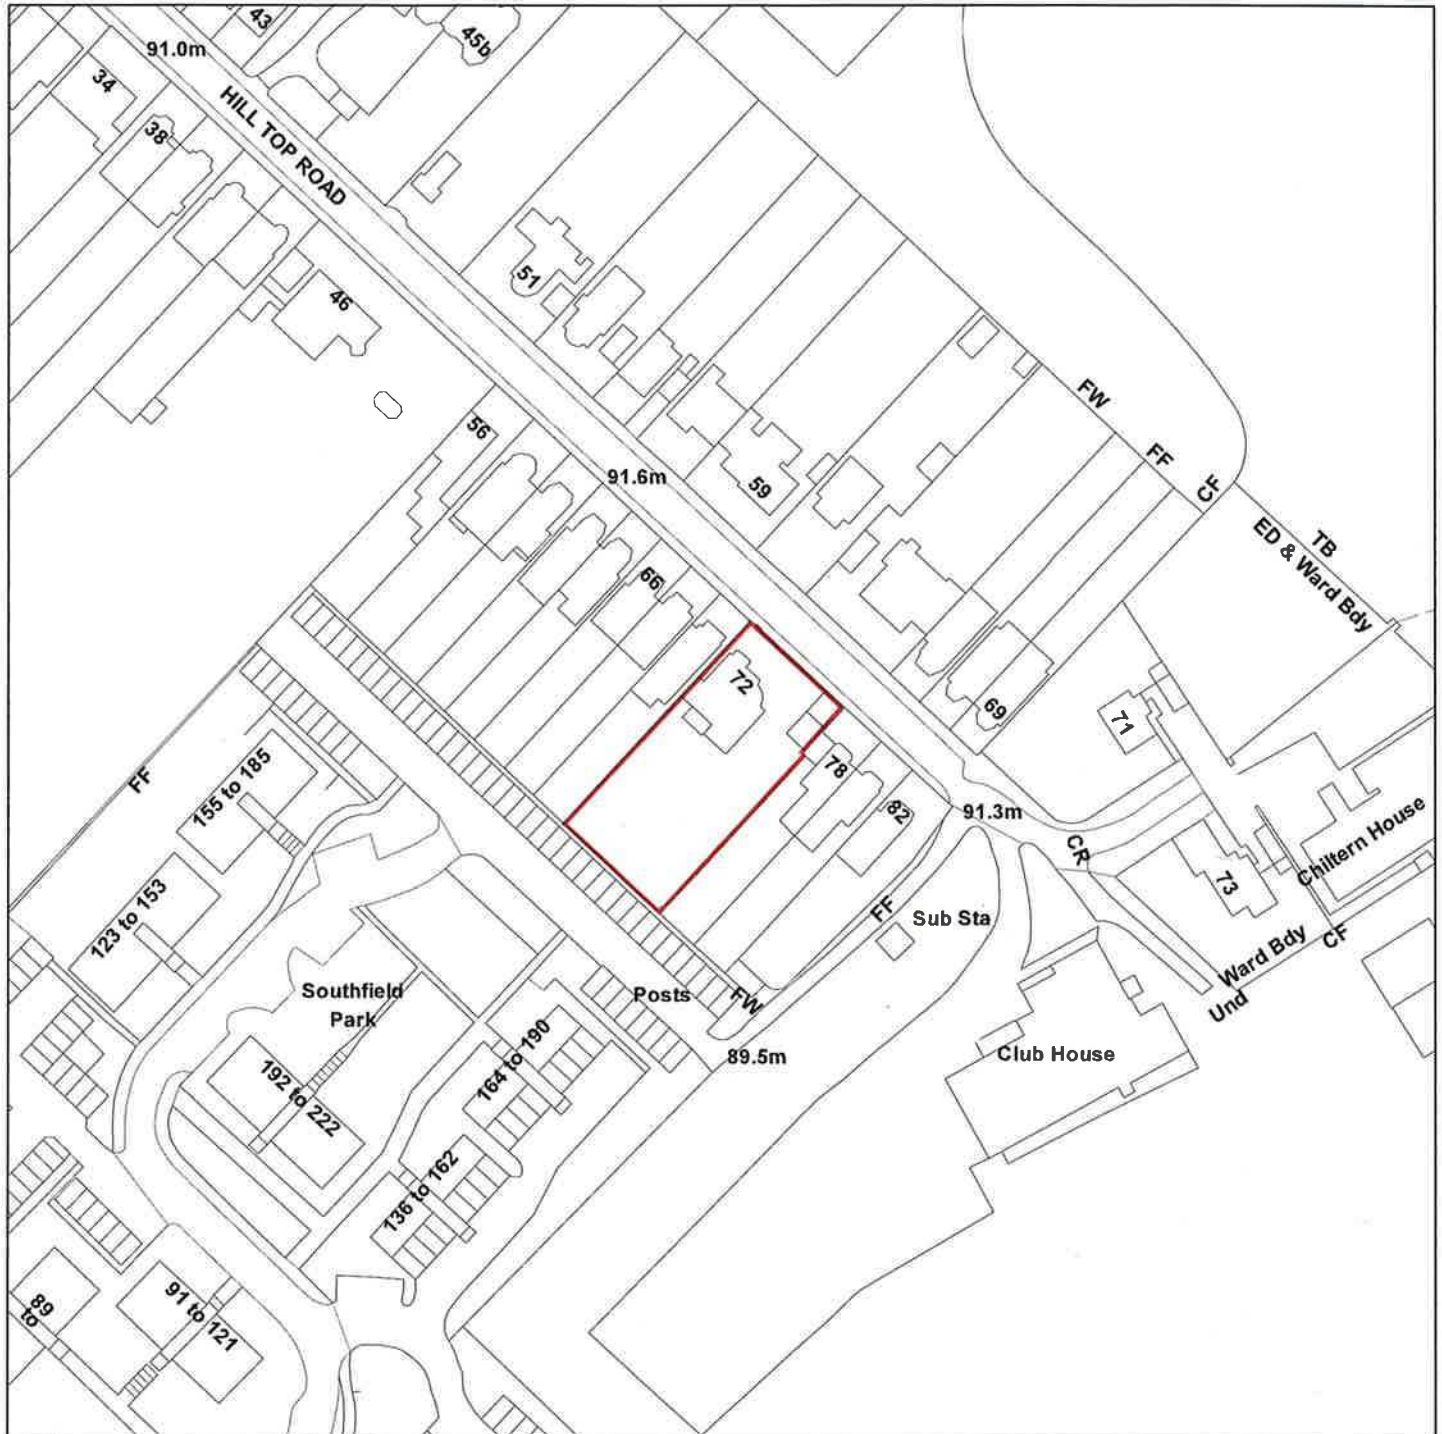 43
45b
91.0m
34
HILL TOP ROAD
38
51
46
FW
56
FF
91.6m
59
CF
TB
ED & Ward Bdy
66
72
69
71
78
FF
155 to 185
82
91.3m
CR
Chiltern House
73
123 to 153
FF
Sub Sta
Ward Bdy
CF
Southfield
Park
Posts
FW
Und
164 to 190
89.5m
Club House
192 to 222
136 to 162
89
to
91 to 121